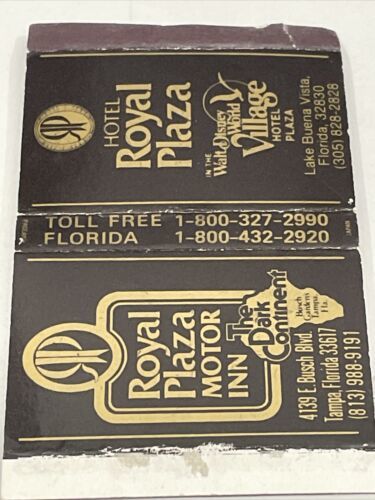 HOTEL
Royal
Plaza
IN THE
Walt Disney
World
Village
HOTEL
PLAZA
Lake Buena Vista,
Florida, 32830
(305) 828-2828
TOLL FREE 1-800-327-2990
FLORIDA 1-800-432-2920
JAPAN
Royal
Plaza
MOTOR
INN
The
Dark
Continent
Busch
Gardens
Tampa,
Fla.
4139 E. Busch Blvd.
Tampa, Florida 33617
(813) 988-9191